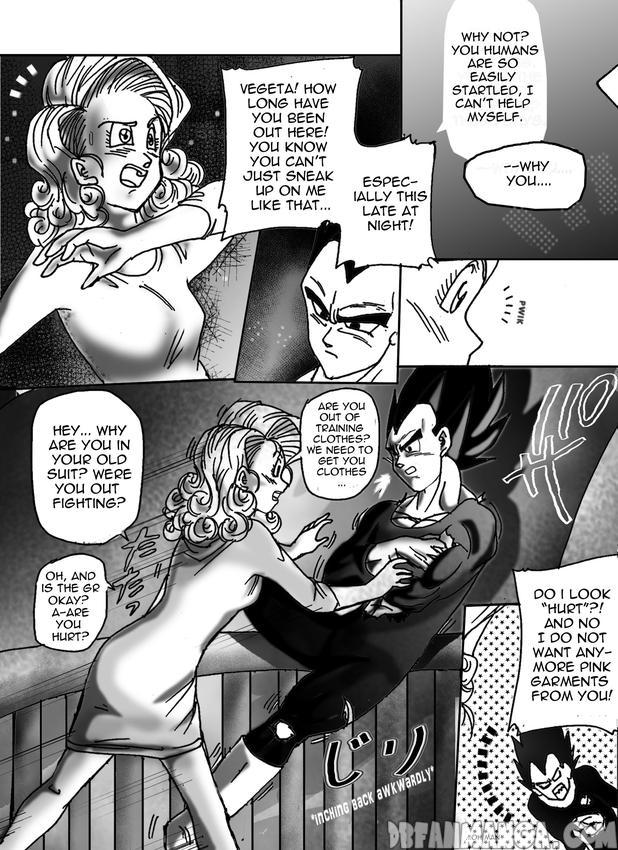 WHY NOT?
YOU HUMANS
ARE SO
EASILY
STARTLED, I
CAN'T HELP
MYSELF.
--WHY
YOU....
VEGETA! HOW
LONG HAVE
YOU BEEN
OUT HERE!
YOU KNOW
YOU CAN'T
JUST SNEAK
UP ON ME
LIKE THAT...
ESPEC-
IALLY THIS
LATE AT
NIGHT!
PWIK
ARE YOU
OUT OF
TRAINING
CLOTHES?
WE NEED TO
GET YOU
CLOTHES
...
HEY... WHY
ARE YOU IN
YOUR OLD
SUIT? WERE
YOU OUT
FIGHTING?
OH, AND
IS THE GR
OKAY?
A-ARE
YOU
HURT?
じり
*INCHING BACK AWKWARDLY*
DO I LOOK
"HURT"?!
AND NO
I DO NOT
WANT ANY-
MORE PINK
GARMENTS
FROM YOU!
*OH MAN*
DBFANMANGA.COM